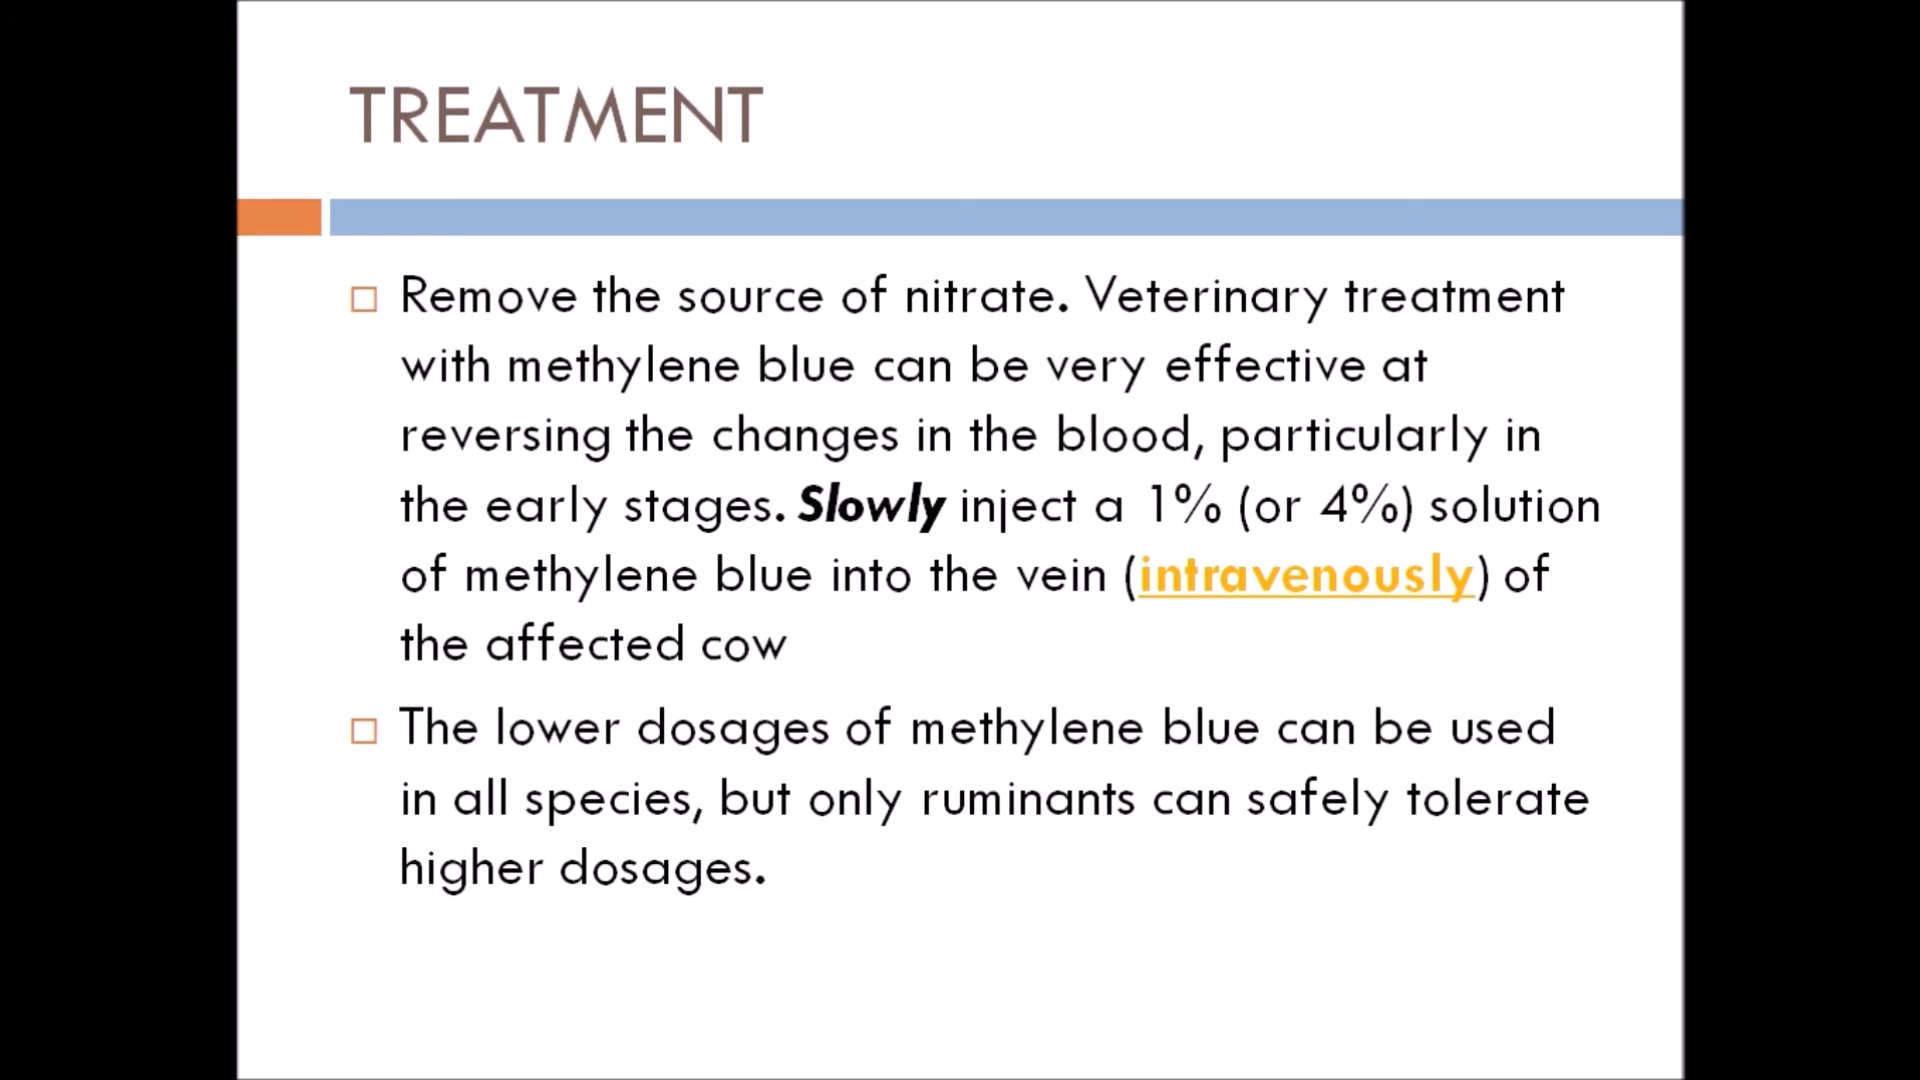 TREATMENT
Remove the source of nitrate. Veterinary treatment
with methylene blue can be very effective at
reversing the changes in the blood, particularly in
the early stages. Slowly inject a 1% (or 4%) solution
of methylene blue into the vein (intravenously) of
the affected cow
The lower dosages of methylene blue can be used
in all species, but only ruminants can safely tolerate
higher dosages.